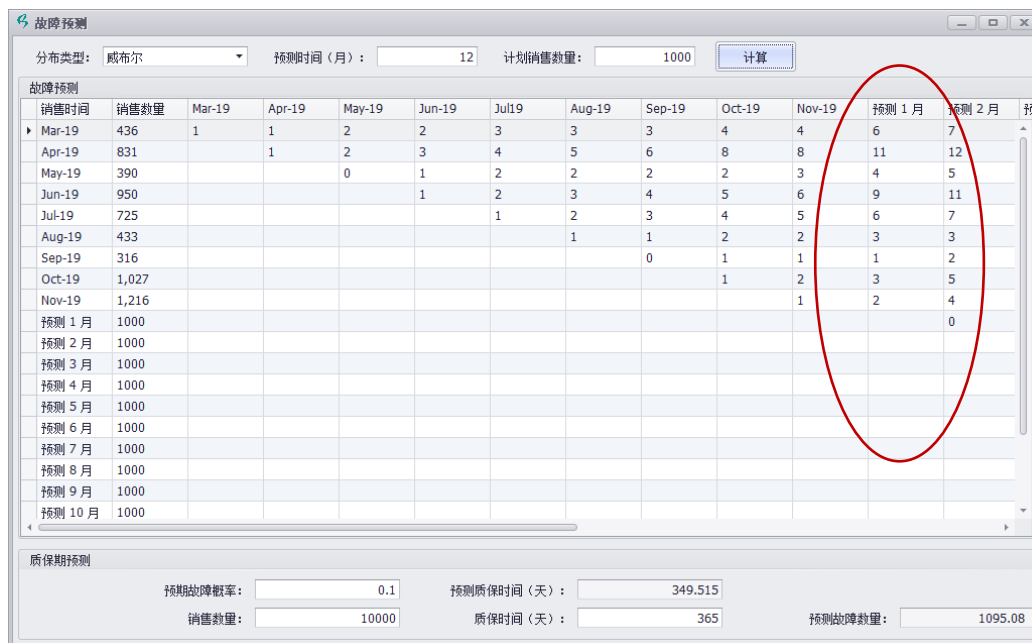 故障预测
分布类型: 威布尔 预测时间（月）: 12 计划销售数量: 1000 计算
故障预测
销售时间 销售数量 Mar-19 Apr-19 May-19 Jun-19 Jul19 Aug-19 Sep-19 Oct-19 Nov-19 预测 1 月 预测 2 月
Mar-19 436 1 1 2 2 3 3 3 4 4 6 7
Apr-19 831 1 2 3 4 5 6 8 8 11 12
May-19 390 0 1 2 2 2 2 3 4 5
Jun-19 950 1 2 3 4 5 6 9 11
Jul-19 725 1 2 3 4 5 6 7
Aug-19 433 1 1 2 2 3 3
Sep-19 316 0 1 1 1 2
Oct-19 1,027 1 2 3 5
Nov-19 1,216 1 2 4
预测 1 月 1000 0
预测 2 月 1000
预测 3 月 1000
预测 4 月 1000
预测 5 月 1000
预测 6 月 1000
预测 7 月 1000
预测 8 月 1000
预测 9 月 1000
预测 10 月 1000
质保期预测
预期故障概率: 0.1 预测质保时间（天）: 349.515
销售数量: 10000 质保时间（天）: 365 预测故障数量: 1095.08